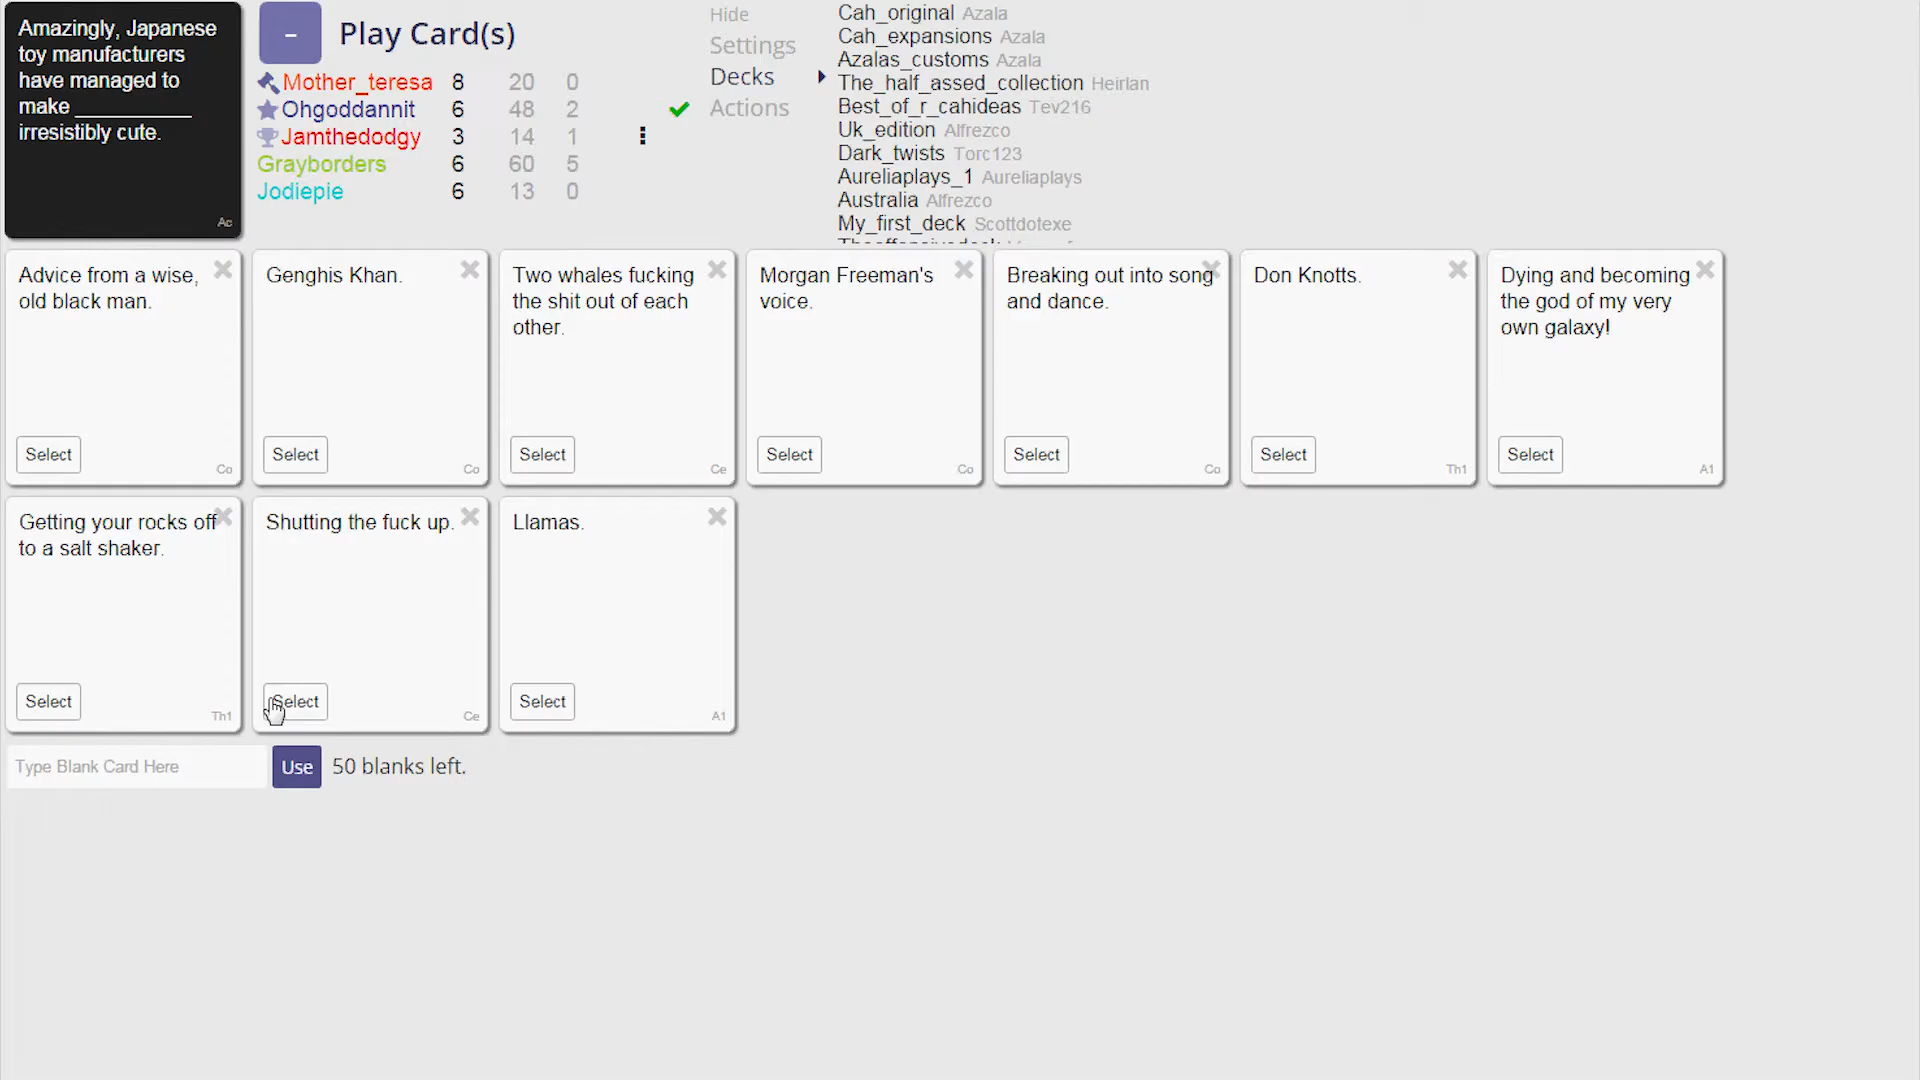 Amazingly, Japanese
toy manufacturers
have managed to
make __________
irresistibly cute.
Ac
–
Play Card(s)
Mother_teresa 8 20 0
Ohgoddannit 6 48 2
Jamthedodgy 3 14 1
Grayborders 6 60 5
Jodiepie 6 13 0
Hide
Settings
Decks
Actions
Cah_original Azala
Cah_expansions Azala
Azalas_customs Azala
The_half_assed_collection Heirlan
Best_of_r_cahideas Tev216
Uk_edition Alfrezco
Dark_twists Torc123
Aureliaplays_1 Aureliaplays
Australia Alfrezco
My_first_deck Scottdotexe
Advice from a wise,
old black man.
Select
Co
Genghis Khan.
Select
Co
Two whales fucking
the shit out of each
other.
Select
Ce
Morgan Freeman's
voice.
Select
Co
Breaking out into song
and dance.
Select
Co
Don Knotts.
Select
Th1
Dying and becoming
the god of my very
own galaxy!
Select
A1
Getting your rocks off
to a salt shaker.
Select
Th1
Shutting the fuck up.
Select
Ce
Llamas.
Select
A1
Type Blank Card Here
Use
50 blanks left.